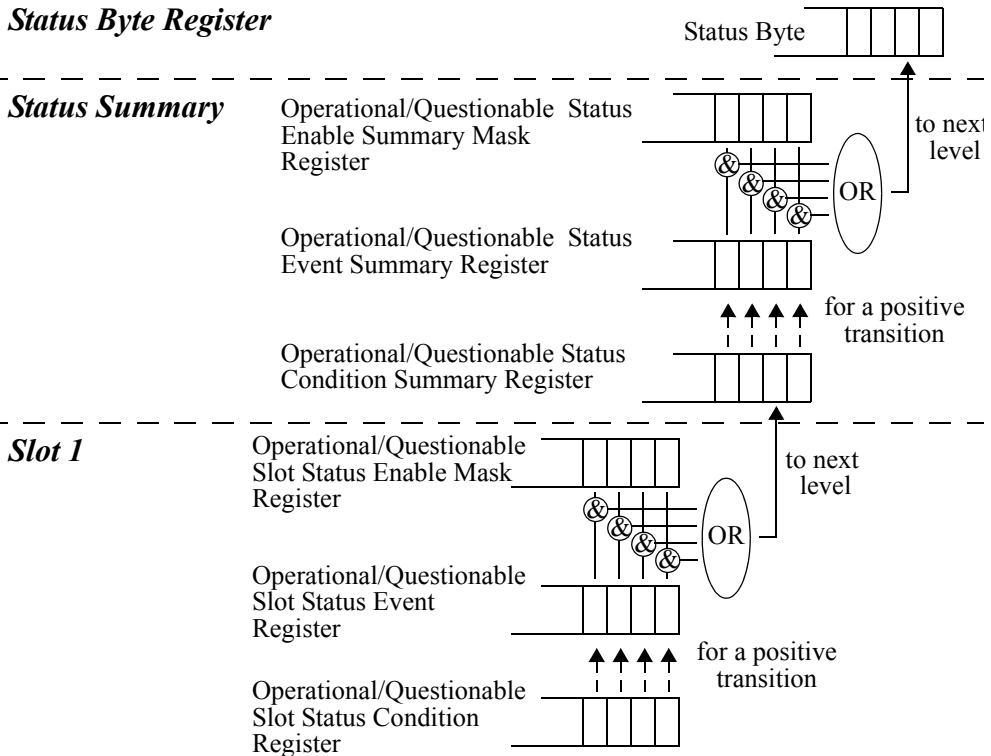 Status Byte Register
Status Byte
Status Summary
Operational/Questionable Status
Enable Summary Mask
Register
to next
level
&
&
&
&
OR
Operational/Questionable Status
Event Summary Register
for a positive
transition
Operational/Questionable Status
Condition Summary Register
Slot 1
Operational/Questionable
Slot Status Enable Mask
Register
to next
level
&
&
&
&
OR
Operational/Questionable
Slot Status Event
Register
for a positive
transition
Operational/Questionable
Slot Status Condition
Register